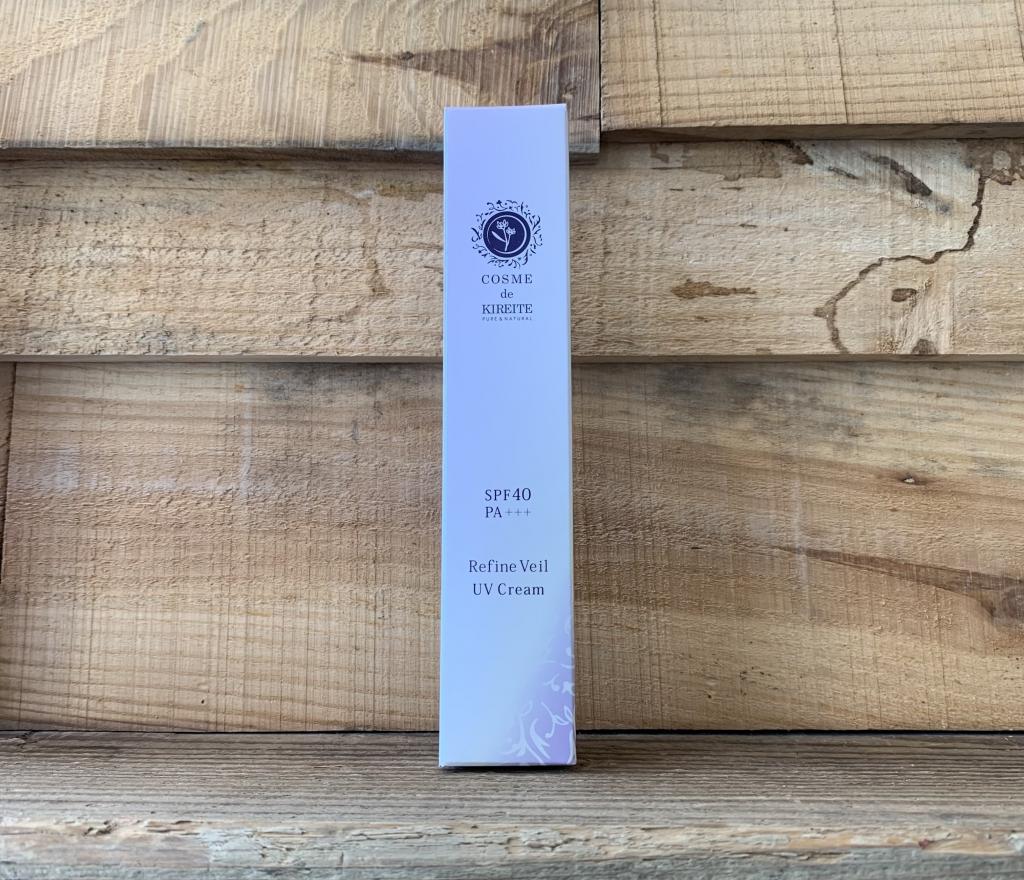 COSME
de
KIREITE
PURE & NATURAL
SPF40
PA+++
Refine Veil
UV Cream